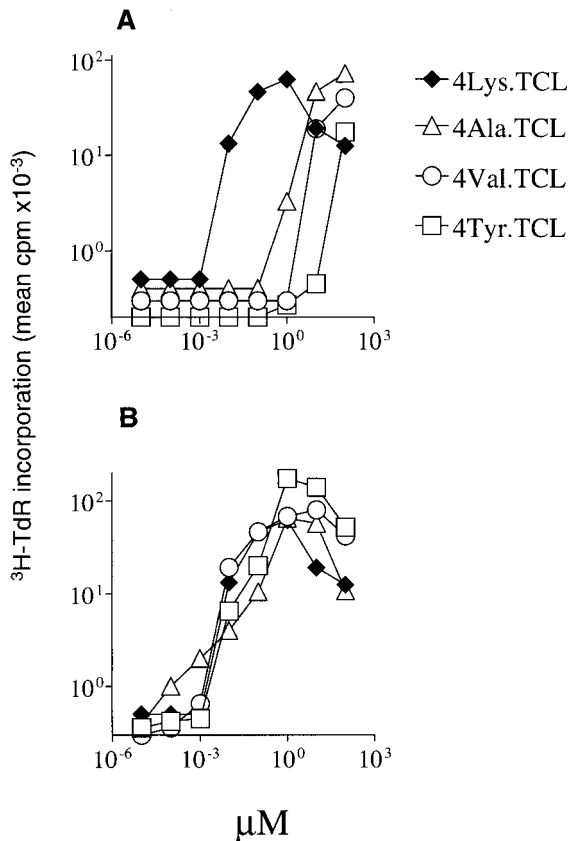 A
10²
10¹
10⁰
10⁻⁶
10⁻³
10⁰
10³
4Lys.TCL
4Ala.TCL
4Val.TCL
4Tyr.TCL
³H-TdR incorporation (mean cpm x10⁻³)
B
10²
10¹
10⁰
10⁻⁶
10⁻³
10⁰
10³
µM